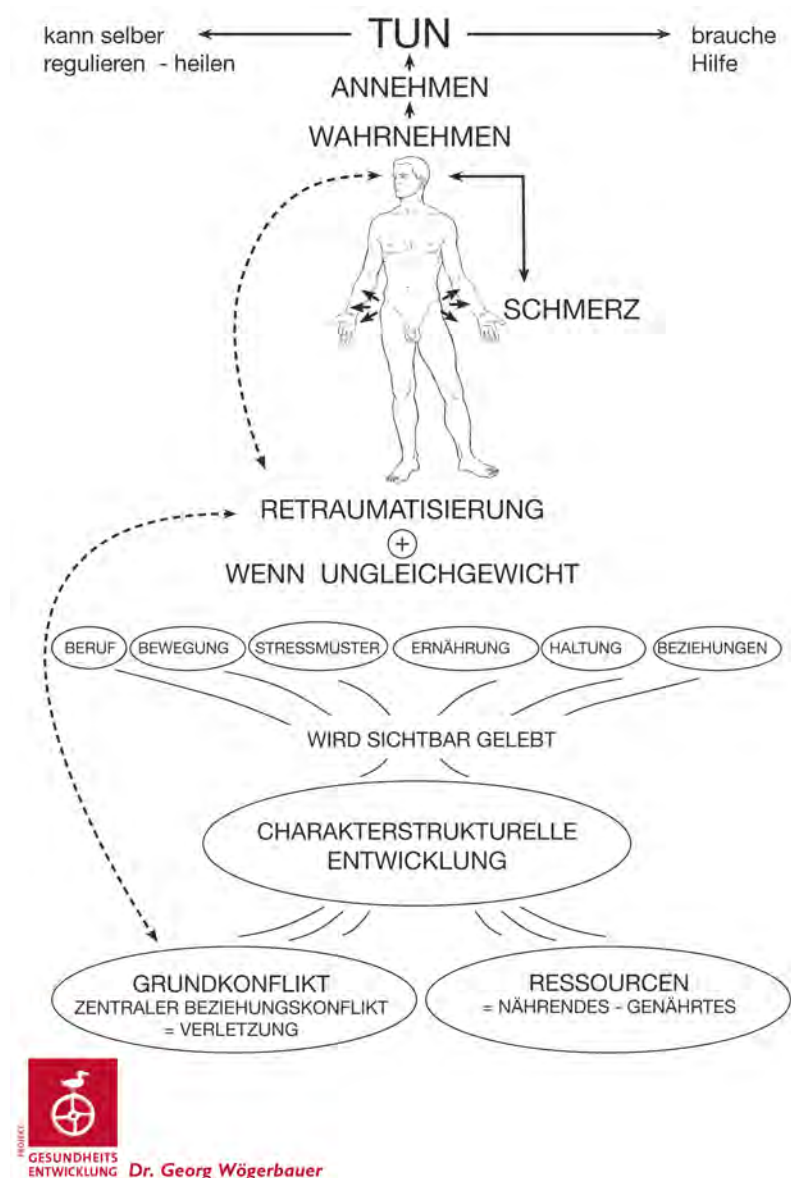 kann selber
regulieren - heilen
TUN
brauche
Hilfe
ANNEHMEN
WAHRNEHMEN
SCHMERZ
RETRAUMATISIERUNG
+
WENN UNGLEICHGEWICHT
BERUF
BEWEGUNG
STRESSMUSTER
ERNÄHRUNG
HALTUNG
BEZIEHUNGEN
WIRD SICHTBAR GELEBT
CHARAKTERSTRUKTURELLE
ENTWICKLUNG
GRUNDKONFLIKT
ZENTRALER BEZIEHUNGSKONFLIKT
= VERLETZUNG
RESSOURCEN
= NÄHRENDES - GENÄHRTES
PROJEKT:
GESUNDHEITS
ENTWICKLUNG
Dr. Georg Wögerbauer